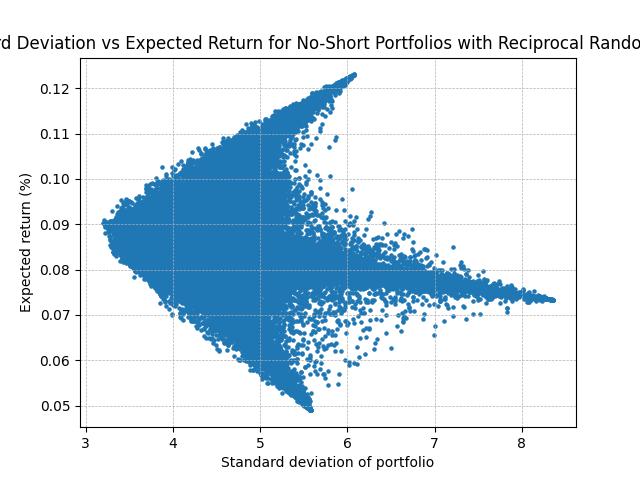 Deviation vs Expected Return for No-Short Portfolios with Reciprocal
0.12
0.11
0.10
0.09
0.08
0.07
0.06
0.05
Expected return (%)
3 4 5 6 7 8
Standard deviation of portfolio